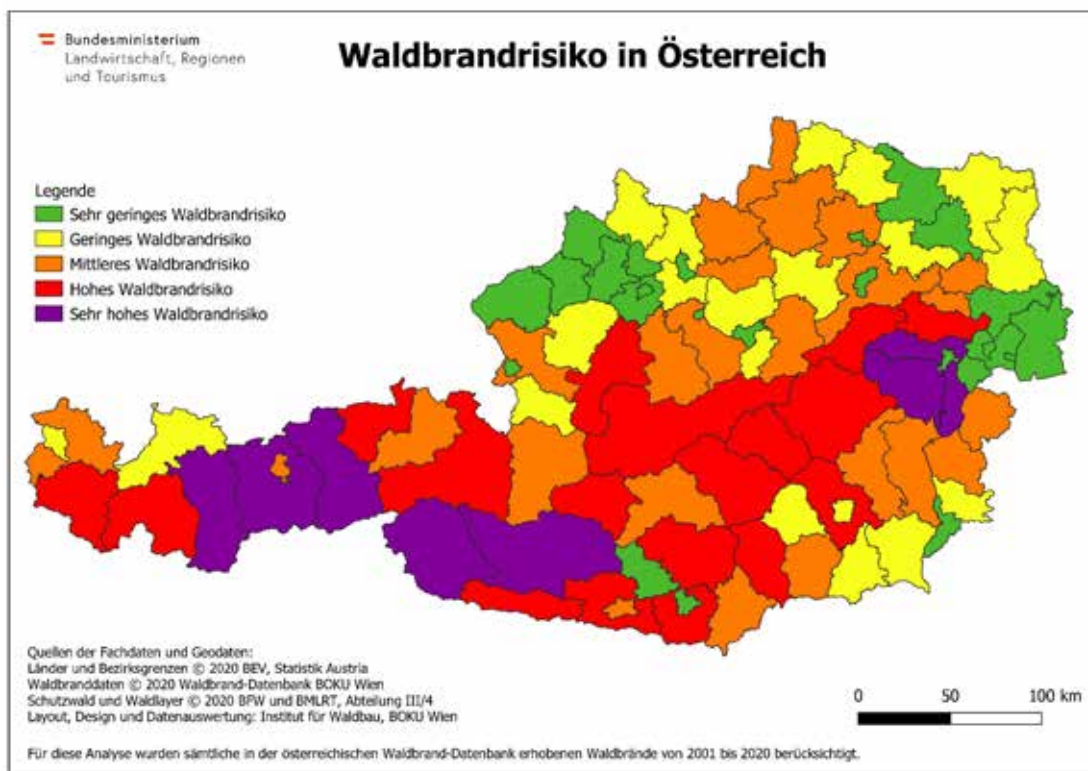 Bundesministerium
Landwirtschaft, Regionen
und Tourismus
Waldbrandrisiko in Österreich
Legende
Sehr geringes Waldbrandrisiko
Geringes Waldbrandrisiko
Mittleres Waldbrandrisiko
Hohes Waldbrandrisiko
Sehr hohes Waldbrandrisiko
Quellen der Fachdaten und Geodaten:
Länder und Bezirksgrenzen © 2020 BEV, Statistik Austria
Waldbranddaten © 2020 Waldbrand-Datenbank BOKU Wien
Schutzwald und Waldlayer © 2020 BFW und BMLRT, Abteilung III/4
Layout, Design und Datenauswertung: Institut für Waldbau, BOKU Wien
0 50 100 km
Für diese Analyse wurden sämtliche in der österreichischen Waldbrand-Datenbank erhobenen Waldbrände von 2001 bis 2020 berücksichtigt.